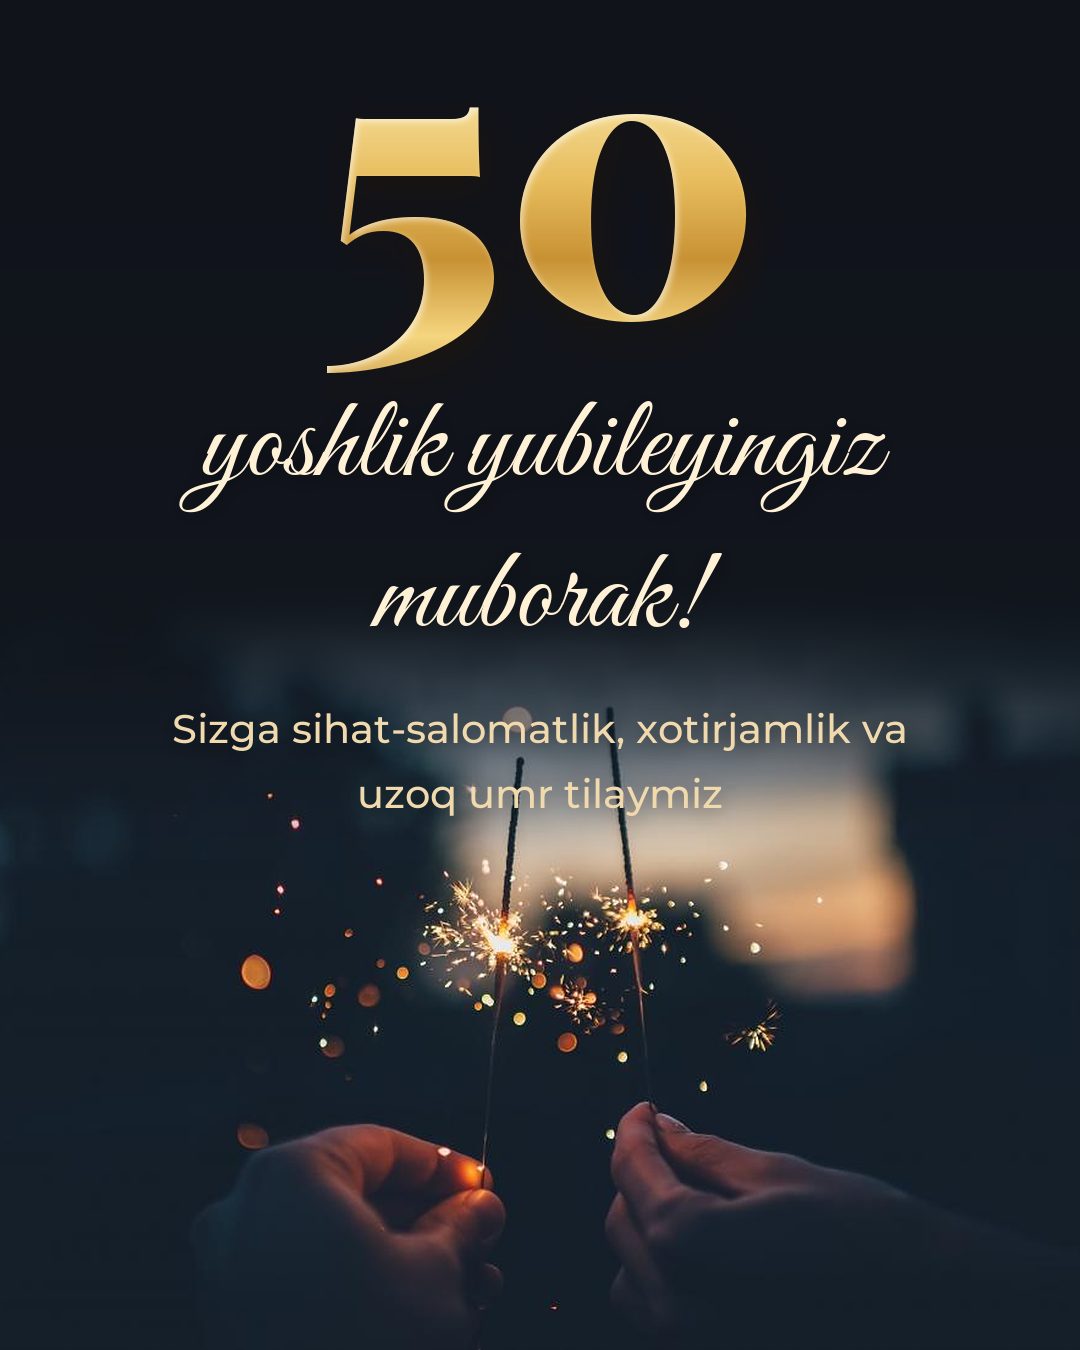 50
yoshlik yubileyingiz
muborak!
Sizga sihat-salomatlik, xotirjamlik va
uzoq umr tilaymiz